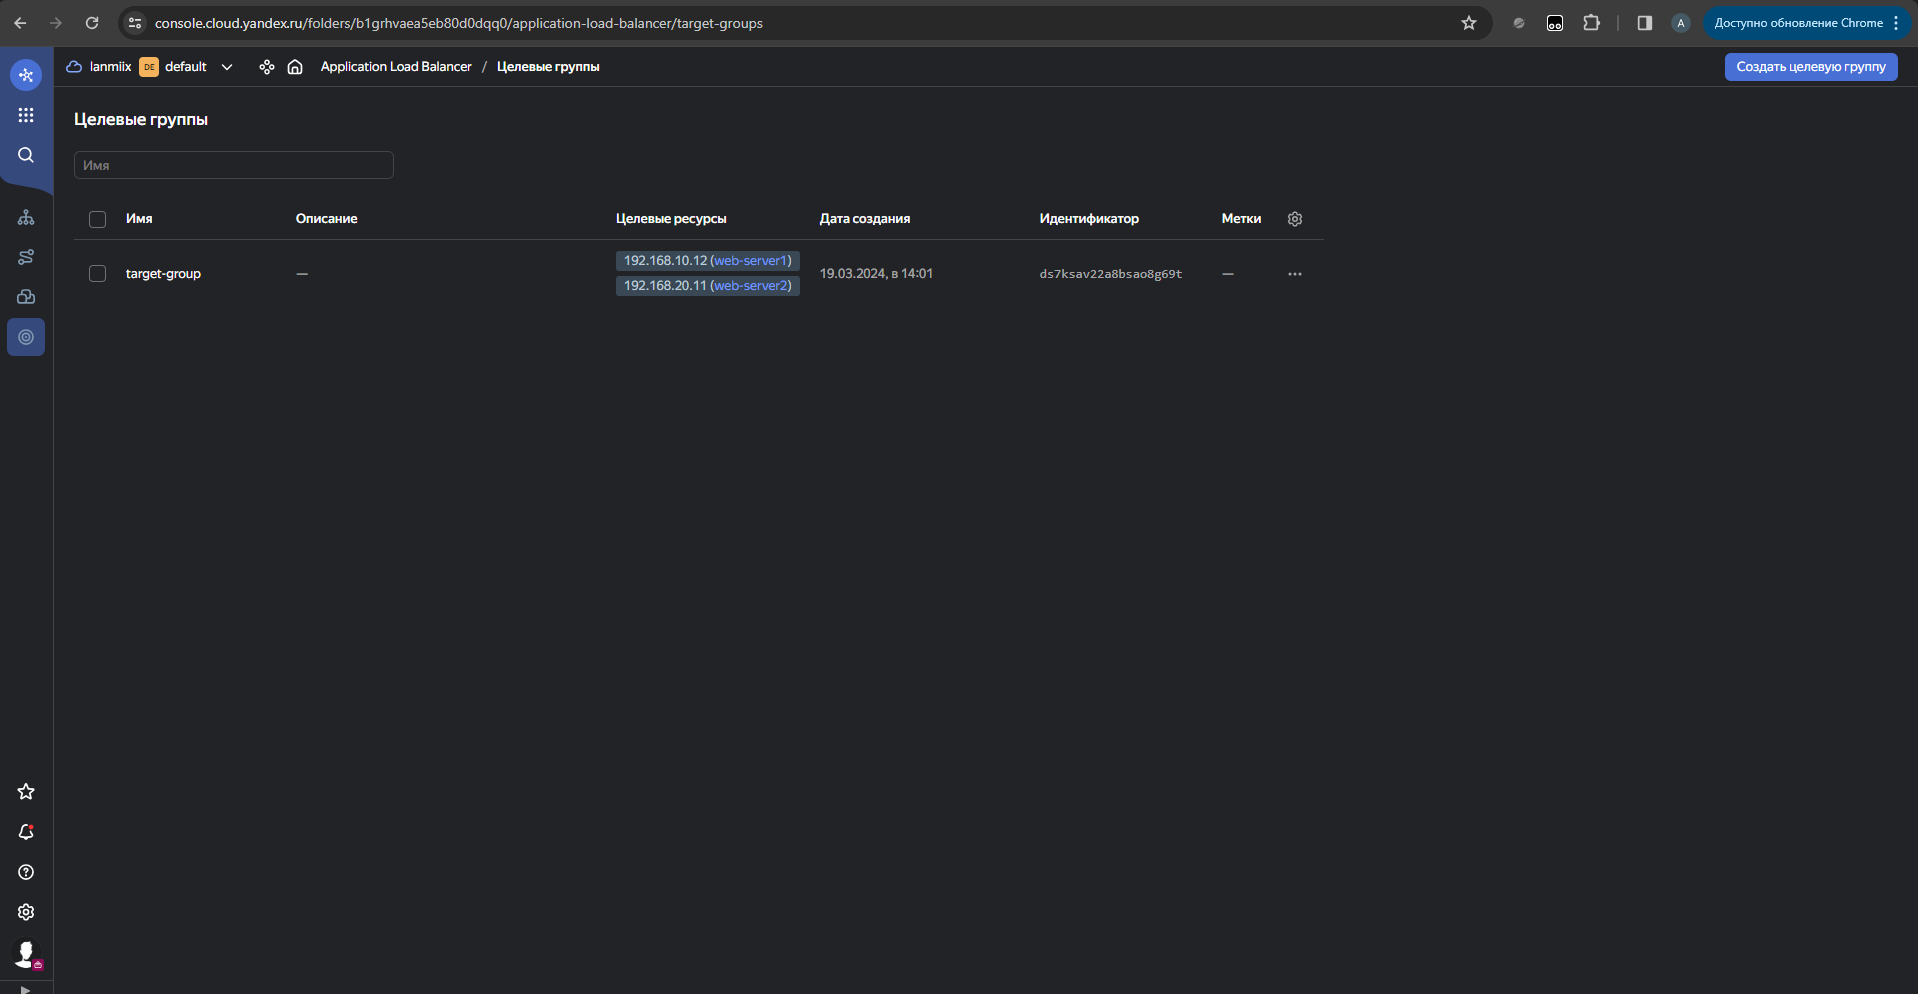 console.cloud.yandex.ru/folders/b1grhvaea5eb80d0dqq0/application-load-balancer/target-groups
A
Доступно обновление Chrome
lanmiix DE default Application Load Balancer / Целевые группы
Создать целевую группу
Целевые группы
Имя
Имя Описание Целевые ресурсы Дата создания Идентификатор Метки
target-group — 192.168.10.12 (web-server1) 19.03.2024, в 14:01 ds7ksav22a8bsao8g69t —
192.168.20.11 (web-server2)